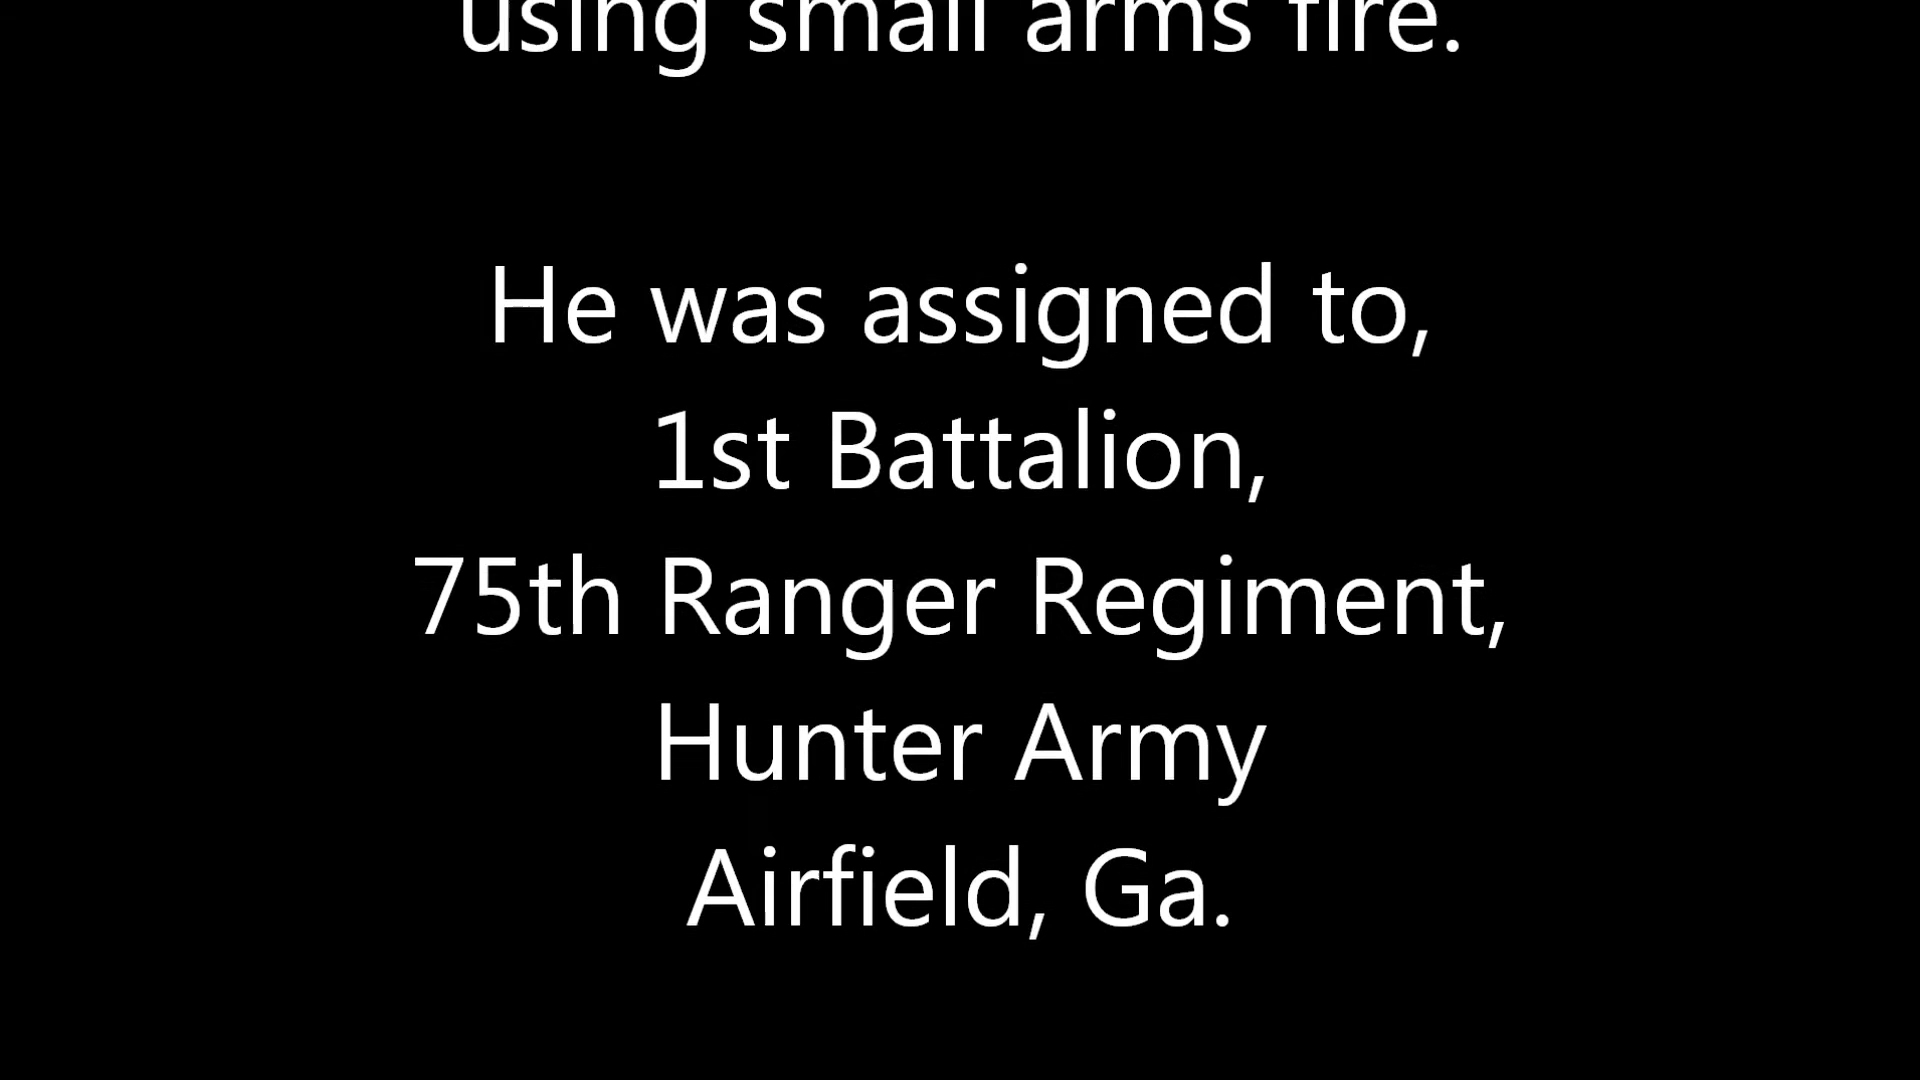 using small arms fire.
He was assigned to,
1st Battalion,
75th Ranger Regiment,
Hunter Army
Airfield, Ga.